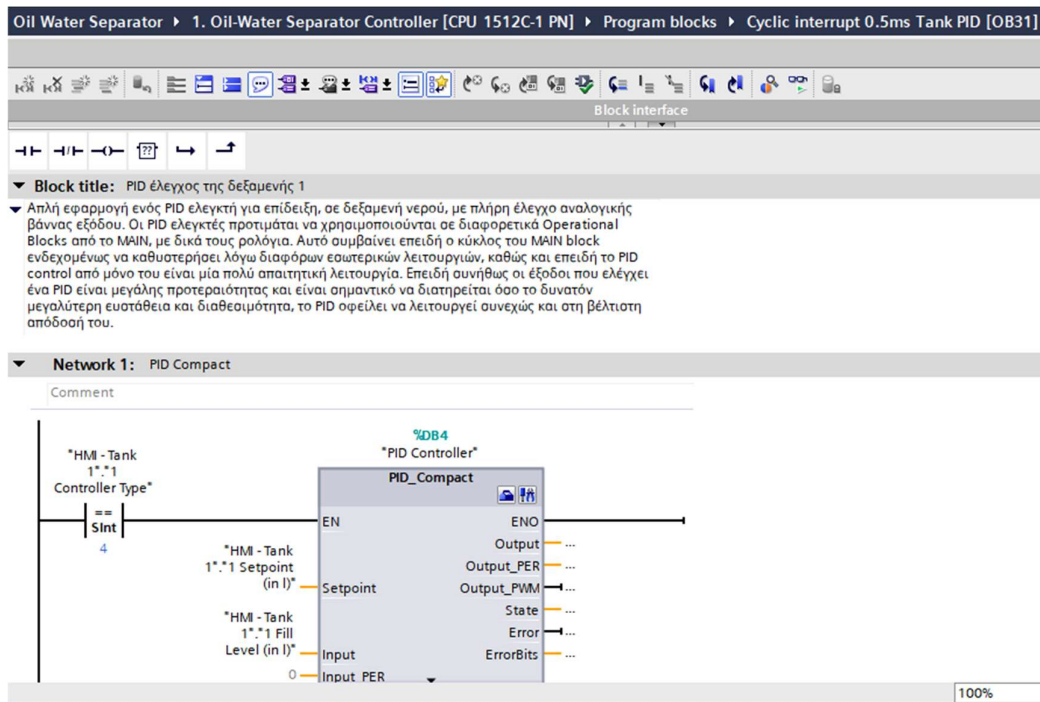 Oil Water Separator ▸ 1. Oil-Water Separator Controller [CPU 1512C-1 PN] ▸ Program blocks ▸ Cyclic interrupt 0.5ms Tank PID [OB31]
Block interface
Block title: PID έλεγχος της δεξαμενής 1
Απλή εφαρμογή ενός PID ελεγκτή για επίδειξη, σε δεξαμενή νερού, με πλήρη έλεγχο αναλογικής
βάννας εξόδου. Οι PID ελεγκτές προτιμάται να χρησιμοποιούνται σε διαφορετικά Operational
Blocks από το MAIN, με δικά τους ρολόγια. Αυτό συμβαίνει επειδή ο κύκλος του MAIN block
ενδεχομένως να καθυστερήσει λόγω διαφόρων εσωτερικών λειτουργιών, καθώς και επειδή το PID
control από μόνο του είναι μία πολύ απαιτητική λειτουργία. Επειδή συνήθως οι έξοδοι που ελέγχει
ένα PID είναι μεγάλης προτεραιότητας και είναι σημαντικό να διατηρείται όσο το δυνατόν
μεγαλύτερη ευστάθεια και διαθεσιμότητα, το PID οφείλει να λειτουργεί συνεχώς και στη βέλτιστη
απόδοσή του.
Network 1: PID Compact
Comment
%DB4
"PID Controller"
"HMI - Tank
1"."1
Controller Type"
==
SInt
4
PID_Compact
EN
ENO
Output ...
Output_PER ...
"HMI - Tank
1"."1 Setpoint
(in l)"
Setpoint
Output_PWM ...
State ...
"HMI - Tank
1"."1 Fill
Level (in l)"
Input
Error ...
ErrorBits ...
0
Input_PER
100%